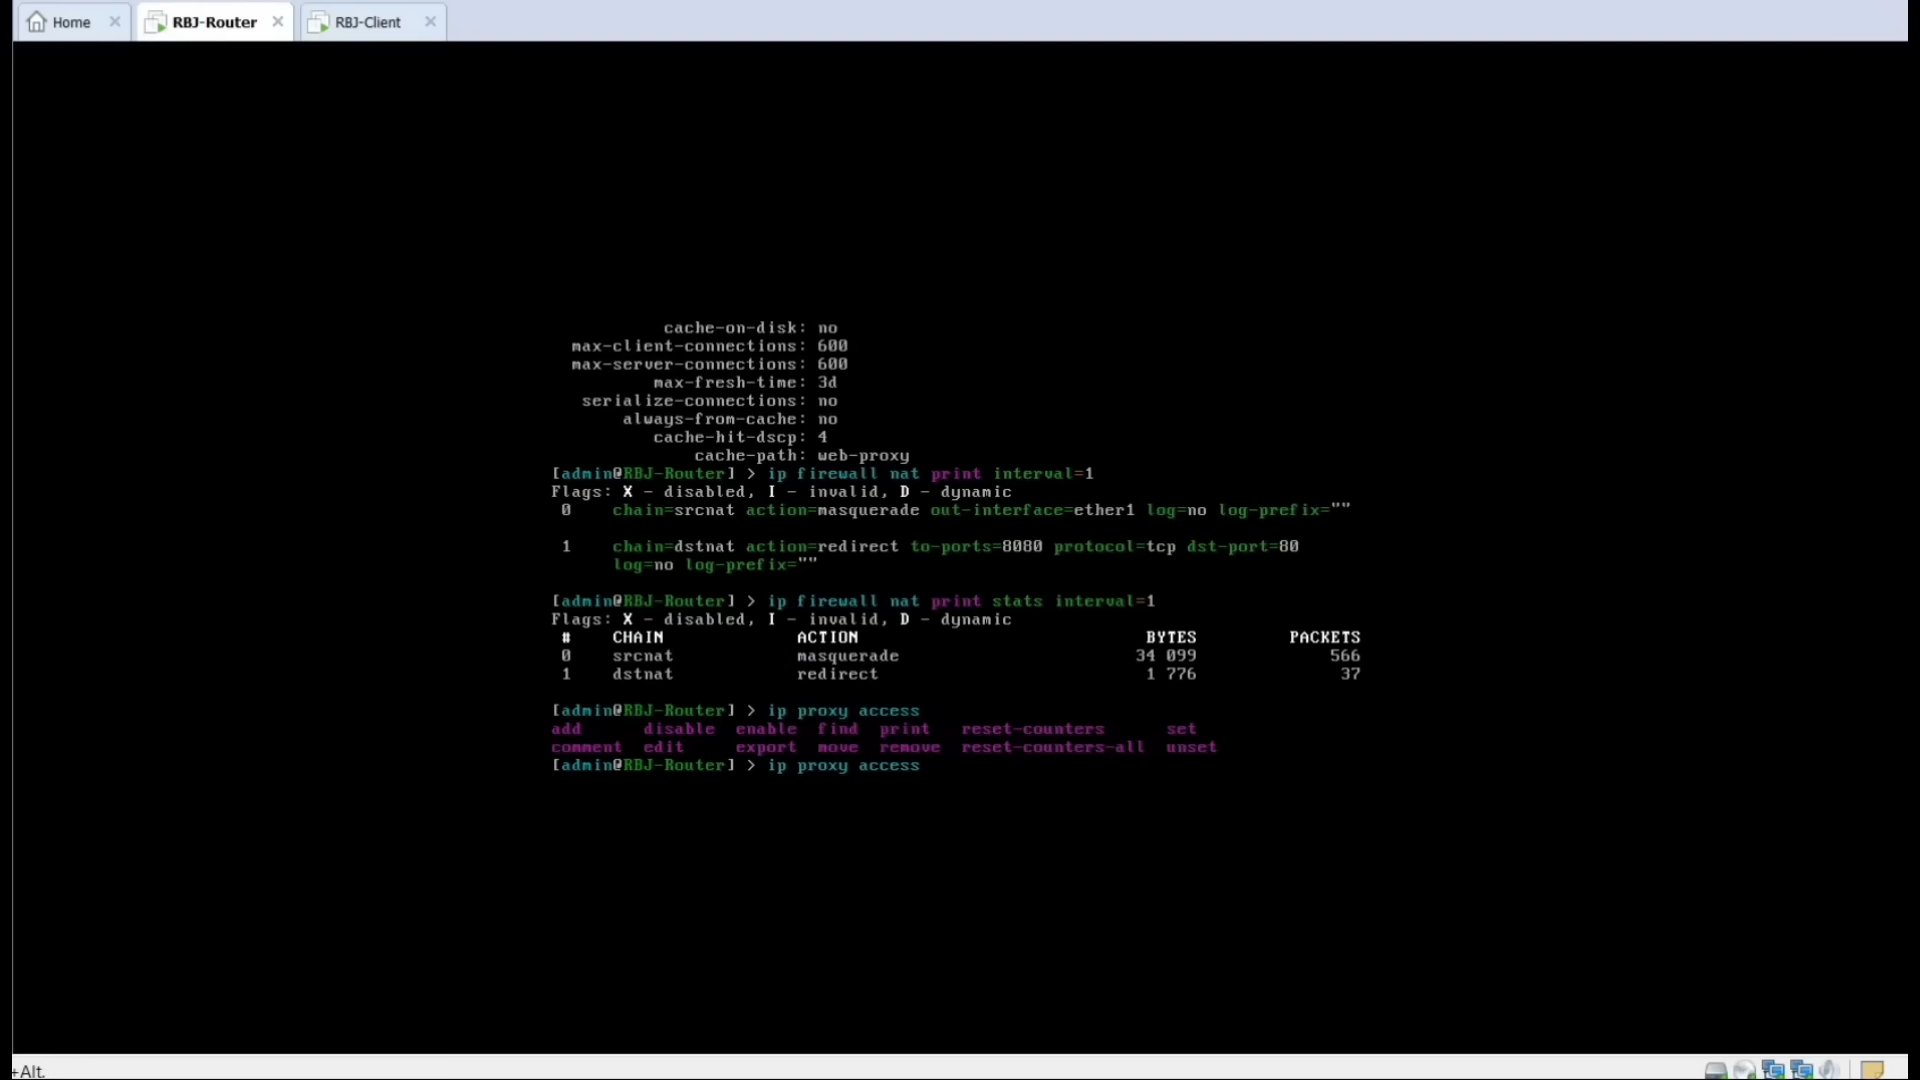 Home RBJ-Router RBJ-Client
cache-on-disk: no
max-client-connections: 600
max-server-connections: 600
max-fresh-time: 3d
serialize-connections: no
always-from-cache: no
cache-hit-dscp: 4
cache-path: web-proxy
[admin@RBJ-Router] > ip firewall nat print interval=1
Flags: X - disabled, I - invalid, D - dynamic
0 chain=srcnat action=masquerade out-interface=ether1 log=no log-prefix=""
1 chain=dstnat action=redirect to-ports=8080 protocol=tcp dst-port=80
log=no log-prefix=""
[admin@RBJ-Router] > ip firewall nat print stats interval=1
Flags: X - disabled, I - invalid, D - dynamic
# CHAIN ACTION BYTES PACKETS
0 srcnat masquerade 34 099 566
1 dstnat redirect 1 776 37
[admin@RBJ-Router] > ip proxy access
add disable enable find print reset-counters set
comment edit export move remove reset-counters-all unset
[admin@RBJ-Router] > ip proxy access
+Alt.